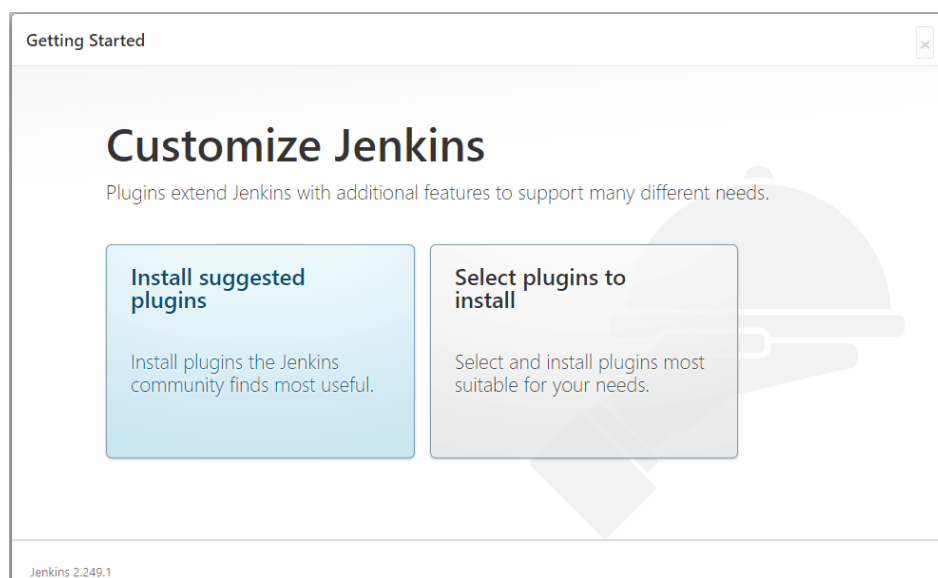 Getting Started
×
Customize Jenkins
Plugins extend Jenkins with additional features to support many different needs.
Install suggested
plugins
Install plugins the Jenkins
community finds most useful.
Select plugins to
install
Select and install plugins most
suitable for your needs.
Jenkins 2.249.1